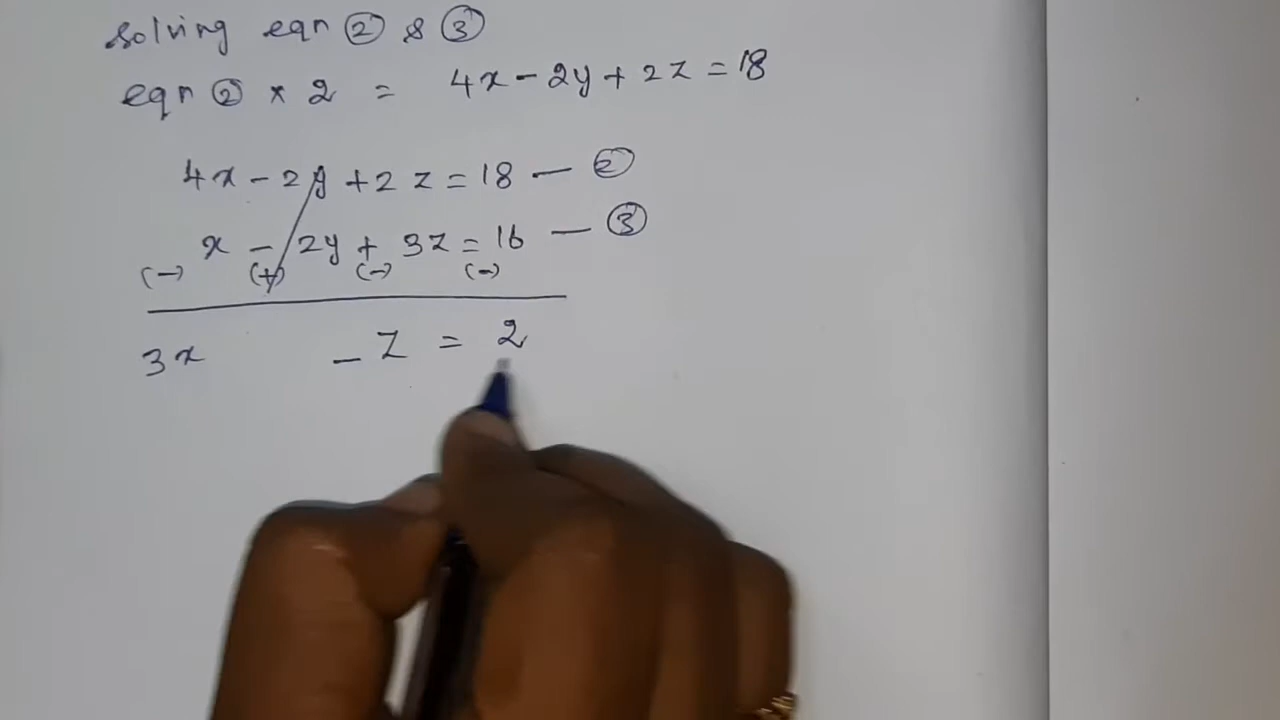 solving eqn ② & ③
eqn ② × 2 = 4x - 2y + 2z = 18
4x - 2y + 2z = 18 — ②
x - 2y + 3z = 16 — ③
(-) (+) (-) (-)
3x - z = 2